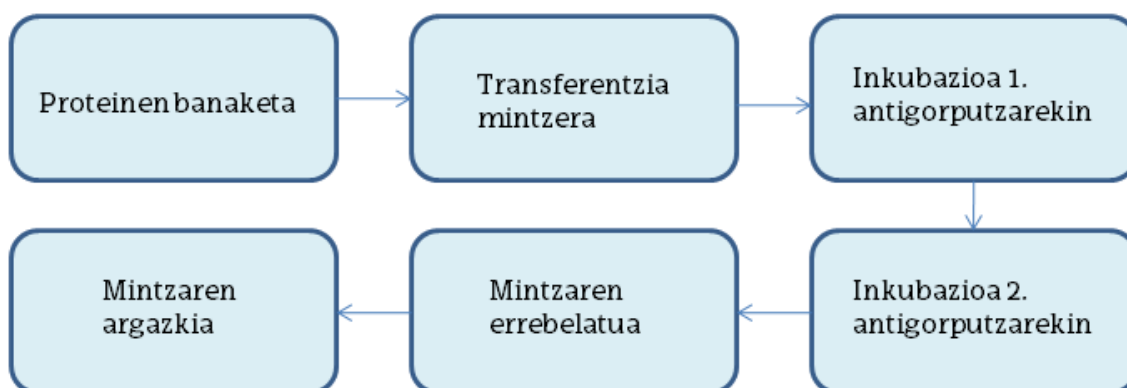 Proteinen banaketa
Transferentzia
mintzera
Inkubazioa 1.
antigorputzarekin
Inkubazioa 2.
antigorputzarekin
Mintzaren
errebelatua
Mintzaren
argazkia